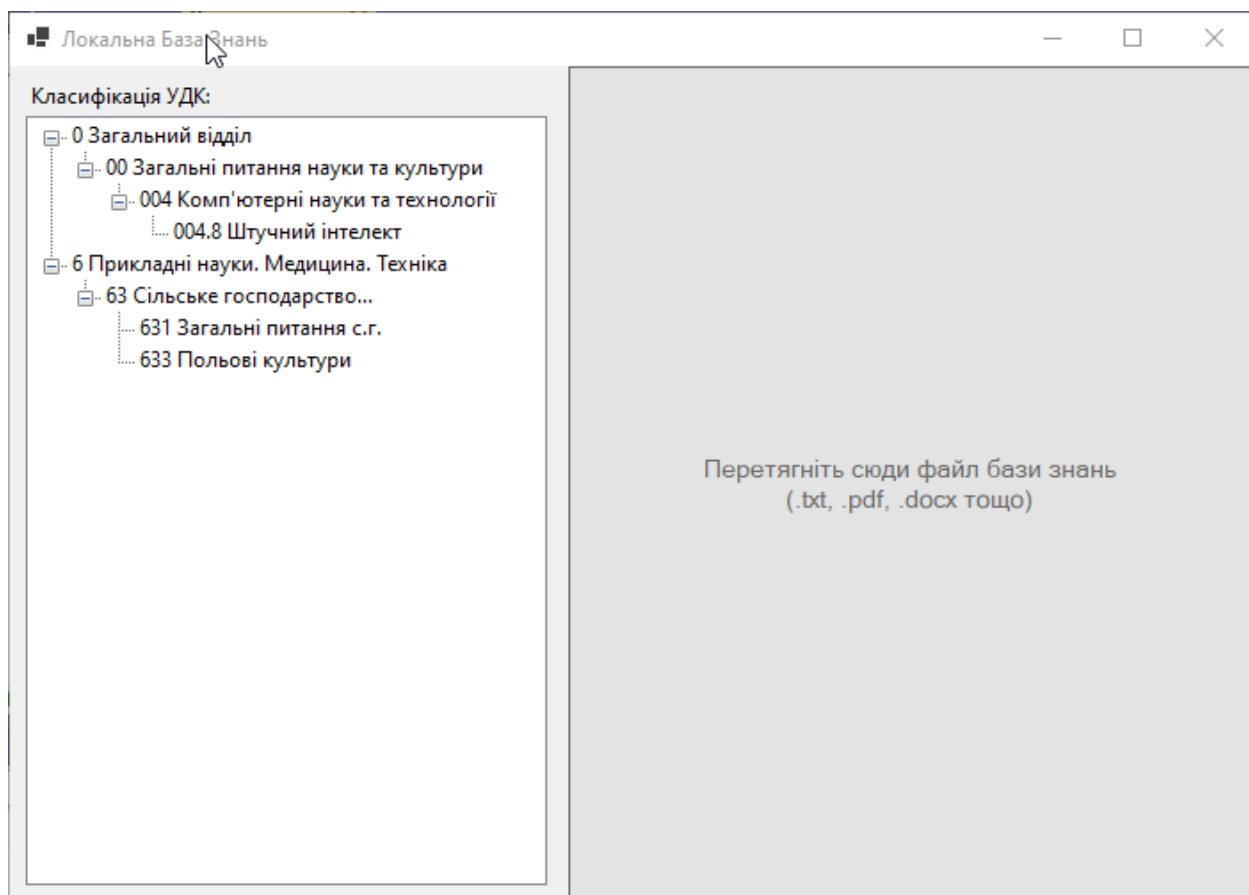 Локальна База Знань
Класифікація УДК:
0 Загальний відділ
00 Загальні питання науки та культури
004 Комп'ютерні науки та технології
004.8 Штучний інтелект
6 Прикладні науки. Медицина. Техніка
63 Сільське господарство...
631 Загальні питання с.г.
633 Польові культури
Перетягніть сюди файл бази знань
(.txt, .pdf, .docx тощо)